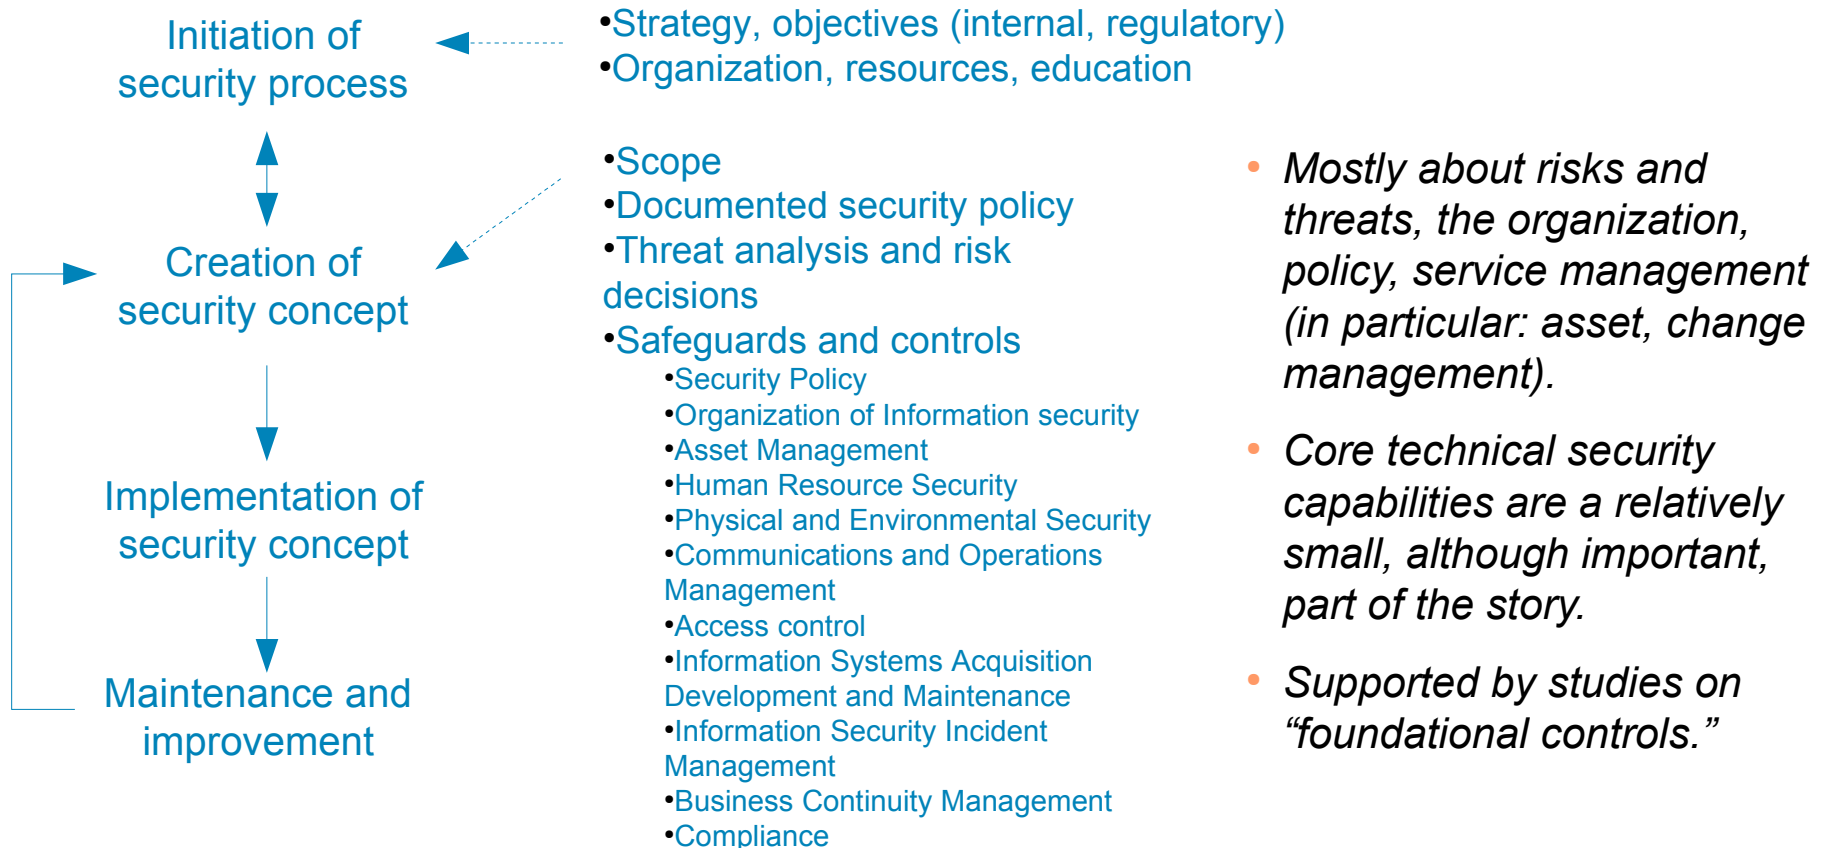 Initiation of
security process
•Strategy, objectives (internal, regulatory)
•Organization, resources, education
Creation of
security concept
Implementation of
security concept
Maintenance and
improvement
•Scope
•Documented security policy
•Threat analysis and risk
decisions
•Safeguards and controls
•Security Policy
•Organization of Information security
•Asset Management
•Human Resource Security
•Physical and Environmental Security
•Communications and Operations
Management
•Access control
•Information Systems Acquisition
Development and Maintenance
•Information Security Incident
Management
•Business Continuity Management
•Compliance
• Mostly about risks and
threats, the organization,
policy, service management
(in particular: asset, change
management).
• Core technical security
capabilities are a relatively
small, although important,
part of the story.
• Supported by studies on
“foundational controls.”